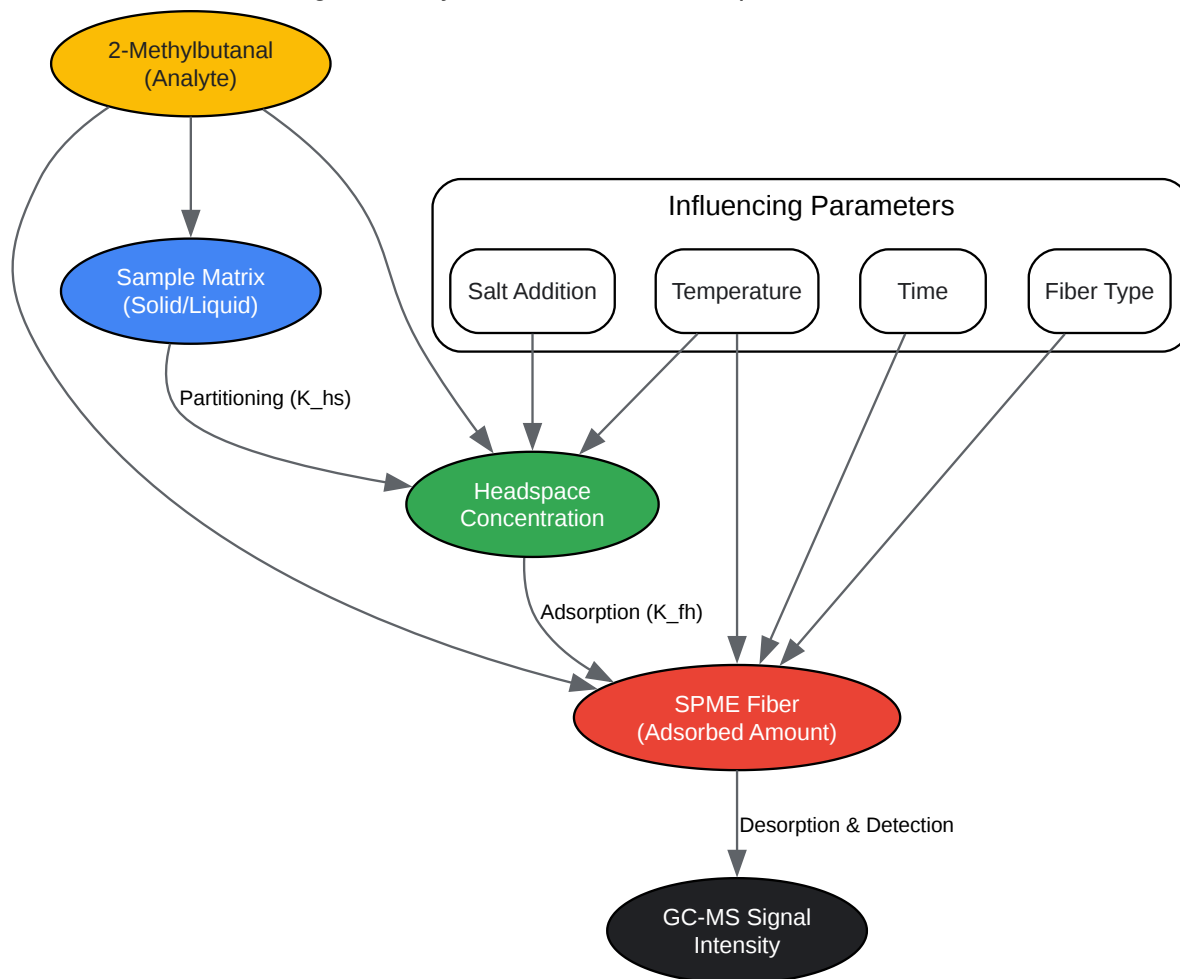 2-Methylbutanal
(Analyte)
Influencing Parameters
Salt Addition
Temperature
Time
Fiber Type
Sample Matrix
(Solid/Liquid)
Partitioning (K_hs)
Headspace
Concentration
Adsorption (K_fh)
SPME Fiber
(Adsorbed Amount)
Desorption & Detection
GC-MS Signal
Intensity